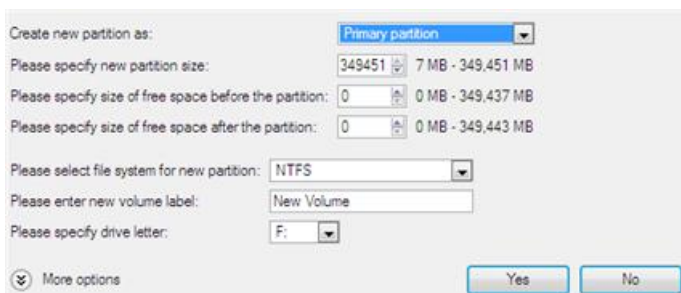 Create new partition as: Primary partition
Please specify new partition size: 349451 7 MB - 349,451 MB
Please specify size of free space before the partition: 0 0 MB - 349,437 MB
Please specify size of free space after the partition: 0 0 MB - 349,443 MB
Please select file system for new partition: NTFS
Please enter new volume label: New Volume
Please specify drive letter: F:
More options Yes No